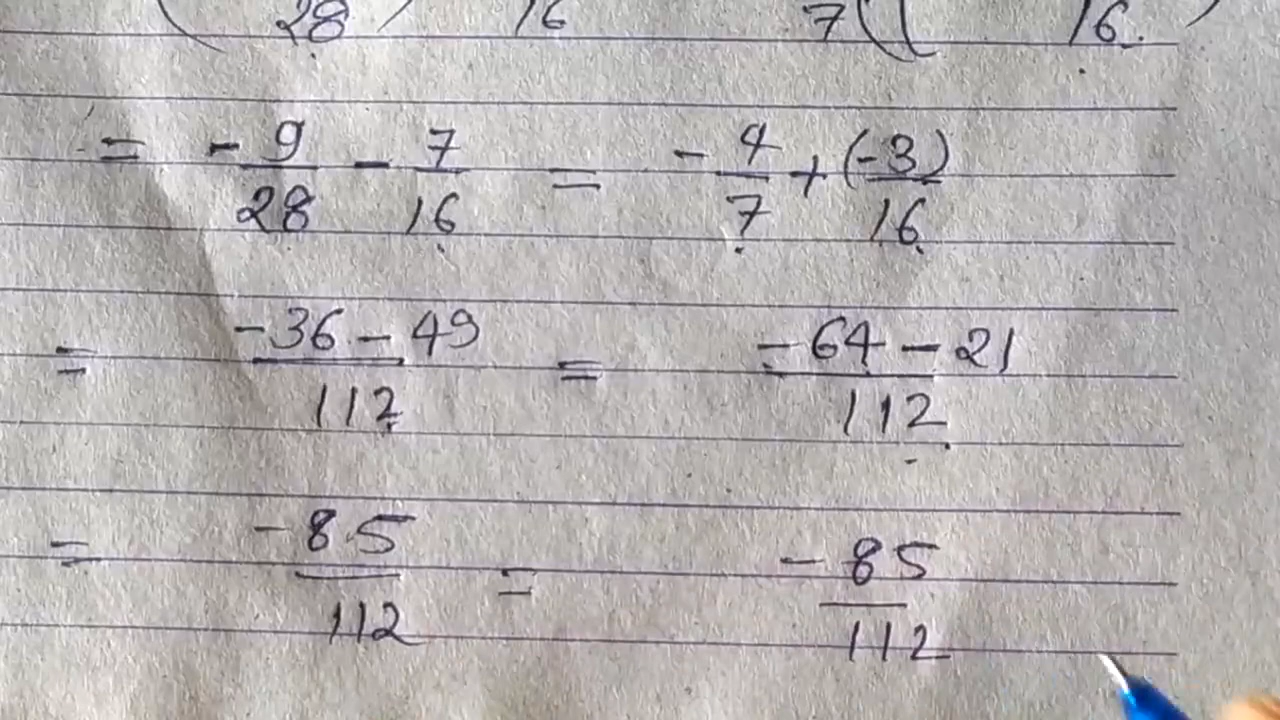 28 ) 16 7 ( ( 16 )
= - 9/28 - 7/16 = - 4/7 + (-3)/16
= -36 - 49/112 = -64 - 21/112
= -85/112 = -85/112